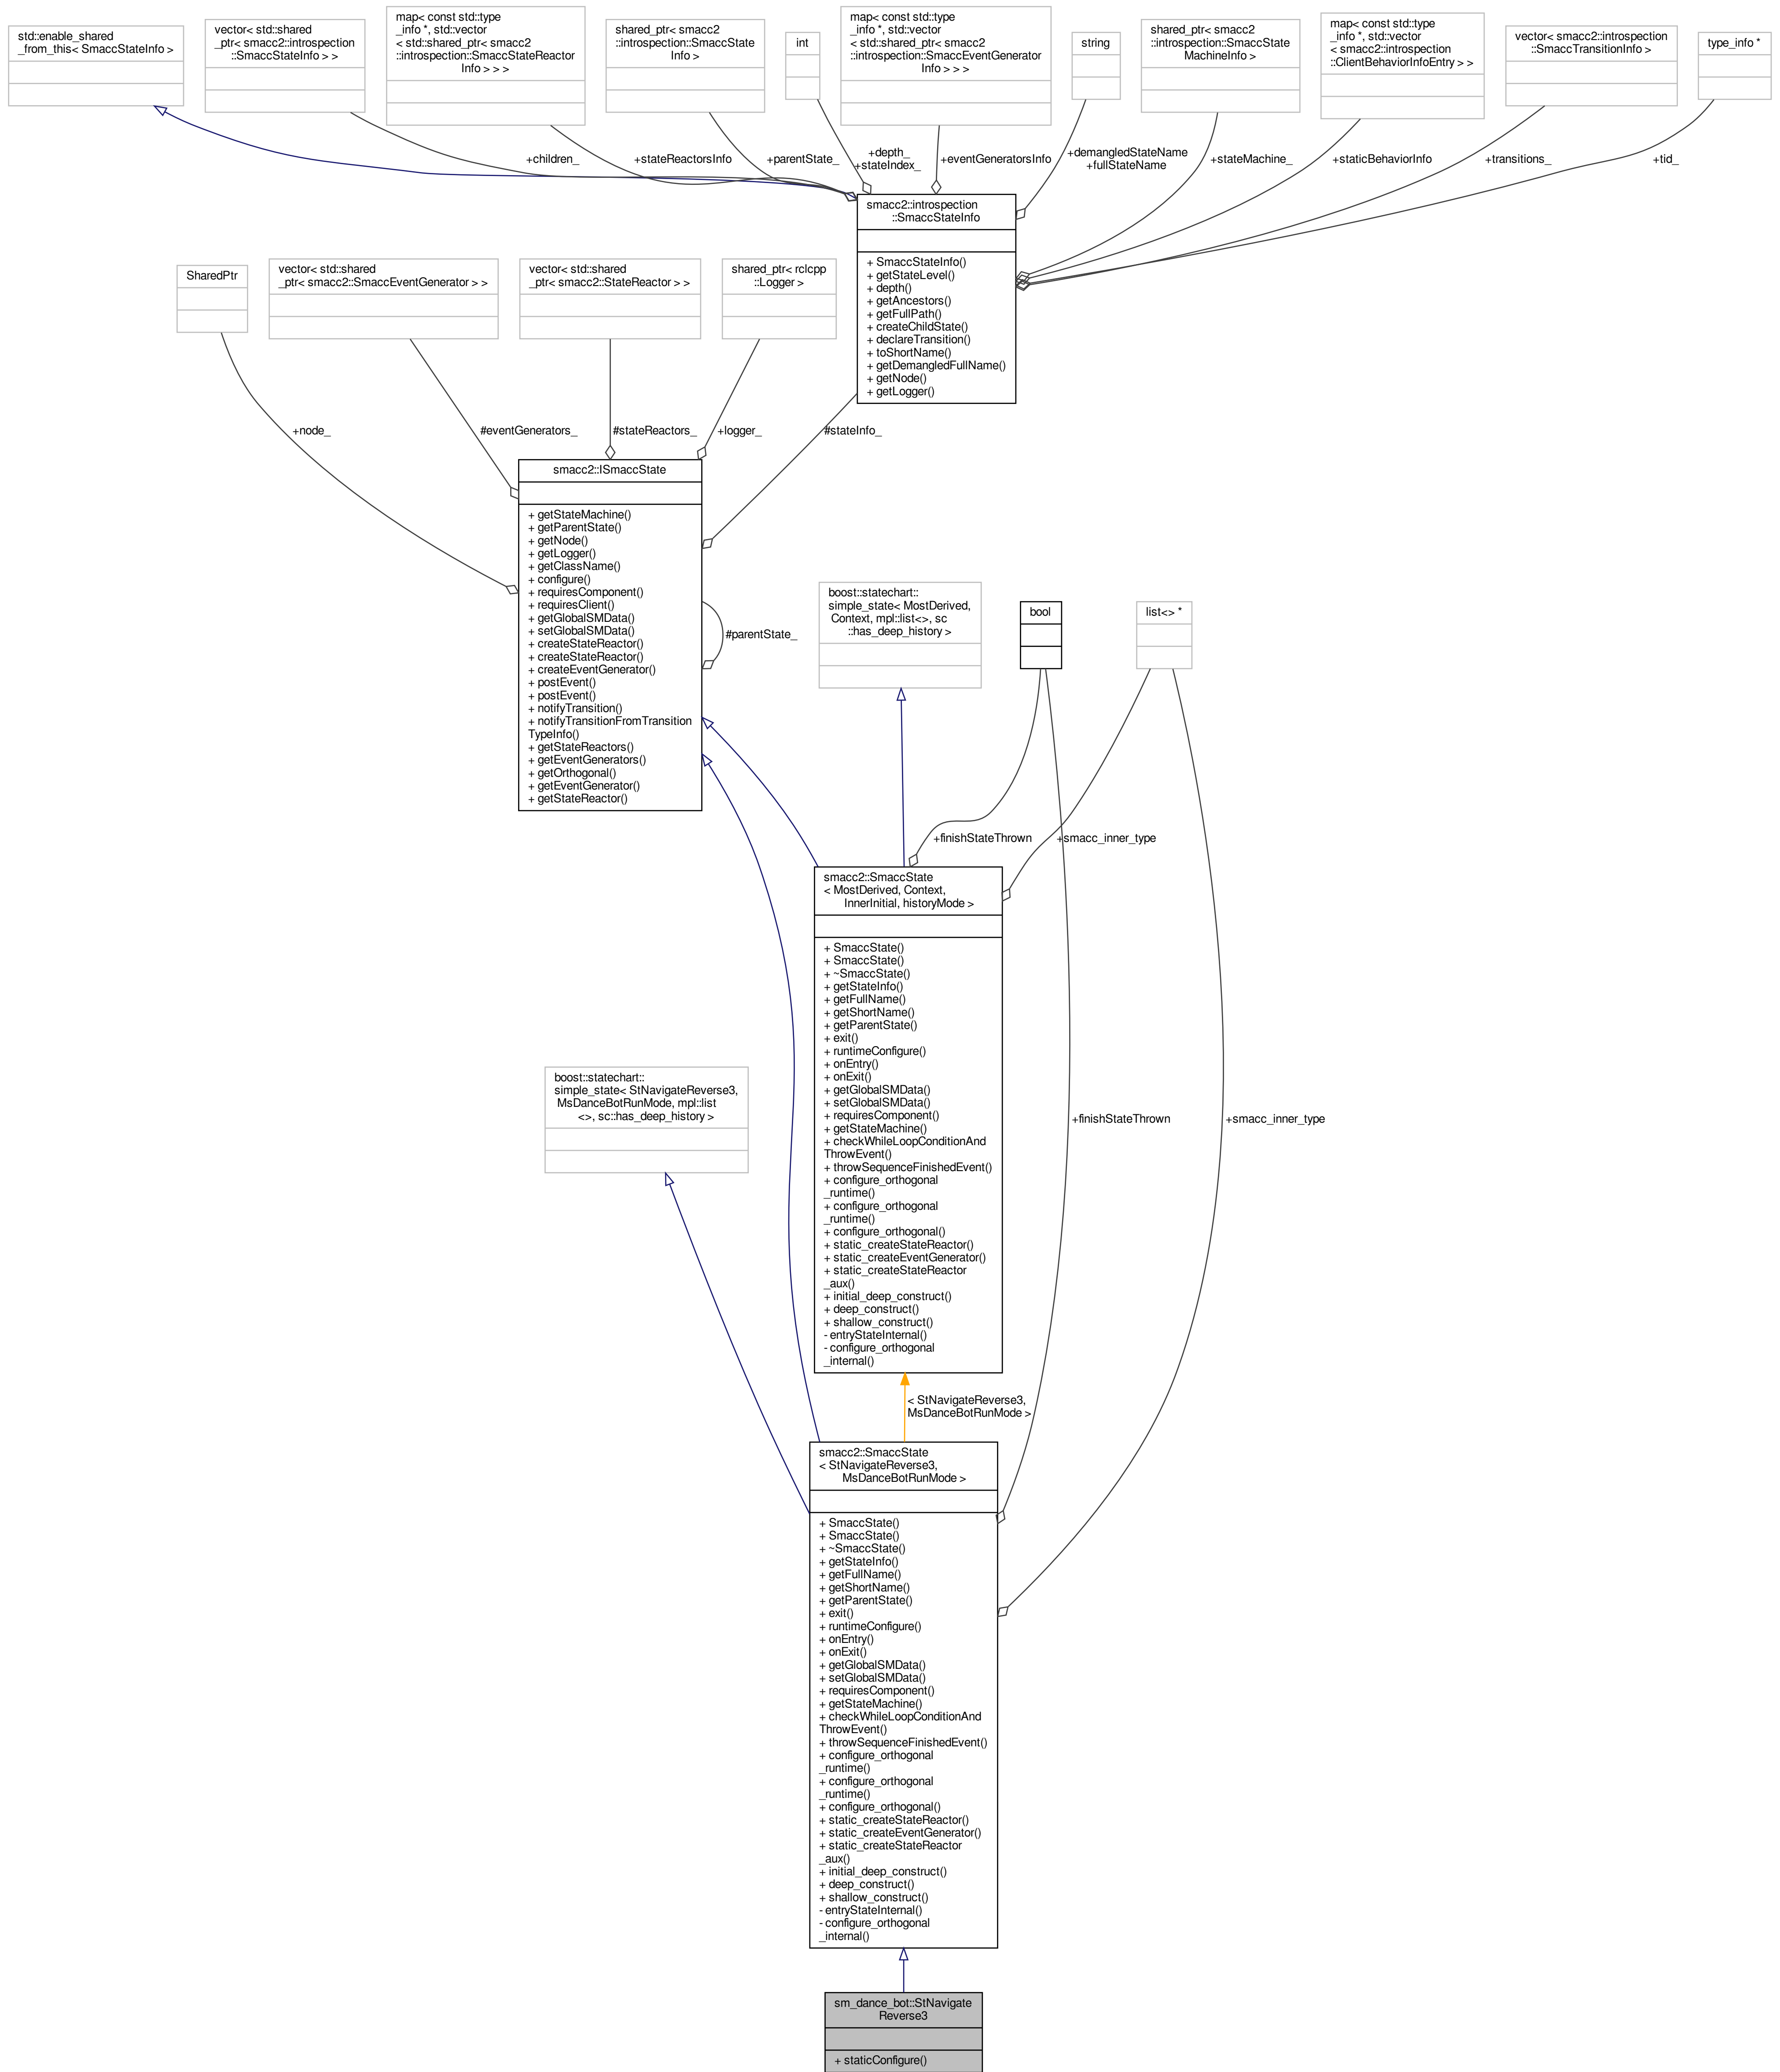 std::enable_shared
_from_this< SmaccStateInfo >
vector< std::shared
_ptr< smacc2::introspection
::SmaccStateInfo > >
map< const std::type
_info *, std::vector
< std::shared_ptr< smacc2
::introspection::SmaccStateReactor
Info > > >
shared_ptr< smacc2
::introspection::SmaccState
Info >
int
map< const std::type
_info *, std::vector
< std::shared_ptr< smacc2
::introspection::SmaccEventGenerator
Info > > >
string
shared_ptr< smacc2
::introspection::SmaccState
MachineInfo >
map< const std::type
_info *, std::vector
< smacc2::introspection
::ClientBehaviorInfoEntry > >
vector< smacc2::introspection
::SmaccTransitionInfo >
type_info *
+children_
+stateReactorsInfo
+parentState_
+depth_
+stateIndex_
+eventGeneratorsInfo
+demangledStateName
+fullStateName
+stateMachine_
+staticBehaviorInfo
+transitions_
+tid_
smacc2::introspection
::SmaccStateInfo
+ SmaccStateInfo()
+ getStateLevel()
+ depth()
+ getAncestors()
+ getFullPath()
+ createChildState()
+ declareTransition()
+ toShortName()
+ getDemangledFullName()
+ getNode()
+ getLogger()
SharedPtr
vector< std::shared
_ptr< smacc2::SmaccEventGenerator > >
vector< std::shared
_ptr< smacc2::StateReactor > >
shared_ptr< rclcpp
::Logger >
+node_
#eventGenerators_
#stateReactors_
+logger_
#stateInfo_
smacc2::ISmaccState
+ getStateMachine()
+ getParentState()
+ getNode()
+ getLogger()
+ getClassName()
+ configure()
+ requiresComponent()
+ requiresClient()
+ getGlobalSMData()
+ setGlobalSMData()
+ createStateReactor()
+ createStateReactor()
+ createEventGenerator()
+ postEvent()
+ postEvent()
+ notifyTransition()
+ notifyTransitionFromTransition
TypeInfo()
+ getStateReactors()
+ getEventGenerators()
+ getOrthogonal()
+ getEventGenerator()
+ getStateReactor()
#parentState_
boost::statechart::
simple_state< MostDerived,
Context, mpl::list<>, sc
::has_deep_history >
bool
list<> *
+finishStateThrown
+smacc_inner_type
smacc2::SmaccState
< MostDerived, Context,
InnerInitial, historyMode >
+ SmaccState()
+ SmaccState()
+ ~SmaccState()
+ getStateInfo()
+ getFullName()
+ getShortName()
+ getParentState()
+ exit()
+ runtimeConfigure()
+ onEntry()
+ onExit()
+ getGlobalSMData()
+ setGlobalSMData()
+ requiresComponent()
+ getStateMachine()
+ checkWhileLoopConditionAnd
ThrowEvent()
+ throwSequenceFinishedEvent()
+ configure_orthogonal
_runtime()
+ configure_orthogonal
_runtime()
+ configure_orthogonal()
+ static_createStateReactor()
+ static_createEventGenerator()
+ static_createStateReactor
_aux()
+ initial_deep_construct()
+ deep_construct()
+ shallow_construct()
- entryStateInternal()
- configure_orthogonal
_internal()
boost::statechart::
simple_state< StNavigateReverse3,
MsDanceBotRunMode, mpl::list
<>, sc::has_deep_history >
+finishStateThrown
+smacc_inner_type
< StNavigateReverse3,
MsDanceBotRunMode >
smacc2::SmaccState
< StNavigateReverse3,
MsDanceBotRunMode >
+ SmaccState()
+ SmaccState()
+ ~SmaccState()
+ getStateInfo()
+ getFullName()
+ getShortName()
+ getParentState()
+ exit()
+ runtimeConfigure()
+ onEntry()
+ onExit()
+ getGlobalSMData()
+ setGlobalSMData()
+ requiresComponent()
+ getStateMachine()
+ checkWhileLoopConditionAnd
ThrowEvent()
+ throwSequenceFinishedEvent()
+ configure_orthogonal
_runtime()
+ configure_orthogonal
_runtime()
+ configure_orthogonal()
+ static_createStateReactor()
+ static_createEventGenerator()
+ static_createStateReactor
_aux()
+ initial_deep_construct()
+ deep_construct()
+ shallow_construct()
- entryStateInternal()
- configure_orthogonal
_internal()
sm_dance_bot::StNavigate
Reverse3
+ staticConfigure()